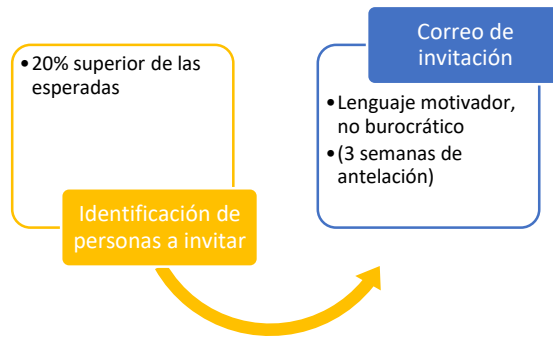 •20% superior de las
esperadas
Identificación de
personas a invitar
Correo de
invitación
•Lenguaje motivador,
no burocrático
•(3 semanas de
antelación)